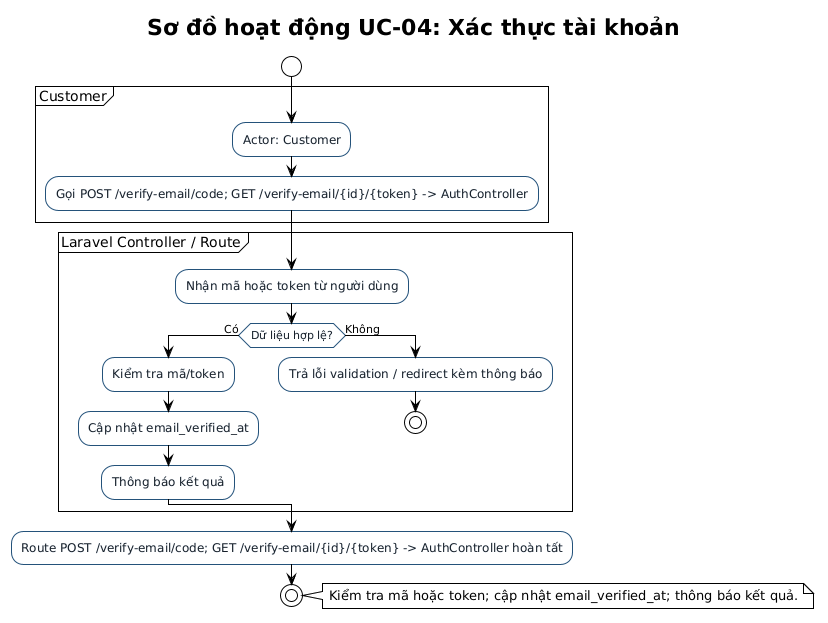 Sơ đồ hoạt động UC-04: Xác thực tài khoản
Customer
Actor: Customer
Gọi POST /verify-email/code; GET /verify-email/{id}/{token} -> AuthController
Laravel Controller / Route
Nhận mã hoặc token từ người dùng
Có
Dữ liệu hợp lệ?
Không
Kiểm tra mã/token
Trả lỗi validation / redirect kèm thông báo
Cập nhật email_verified_at
Thông báo kết quả
Route POST /verify-email/code; GET /verify-email/{id}/{token} -> AuthController hoàn tất
Kiểm tra mã hoặc token; cập nhật email_verified_at; thông báo kết quả.